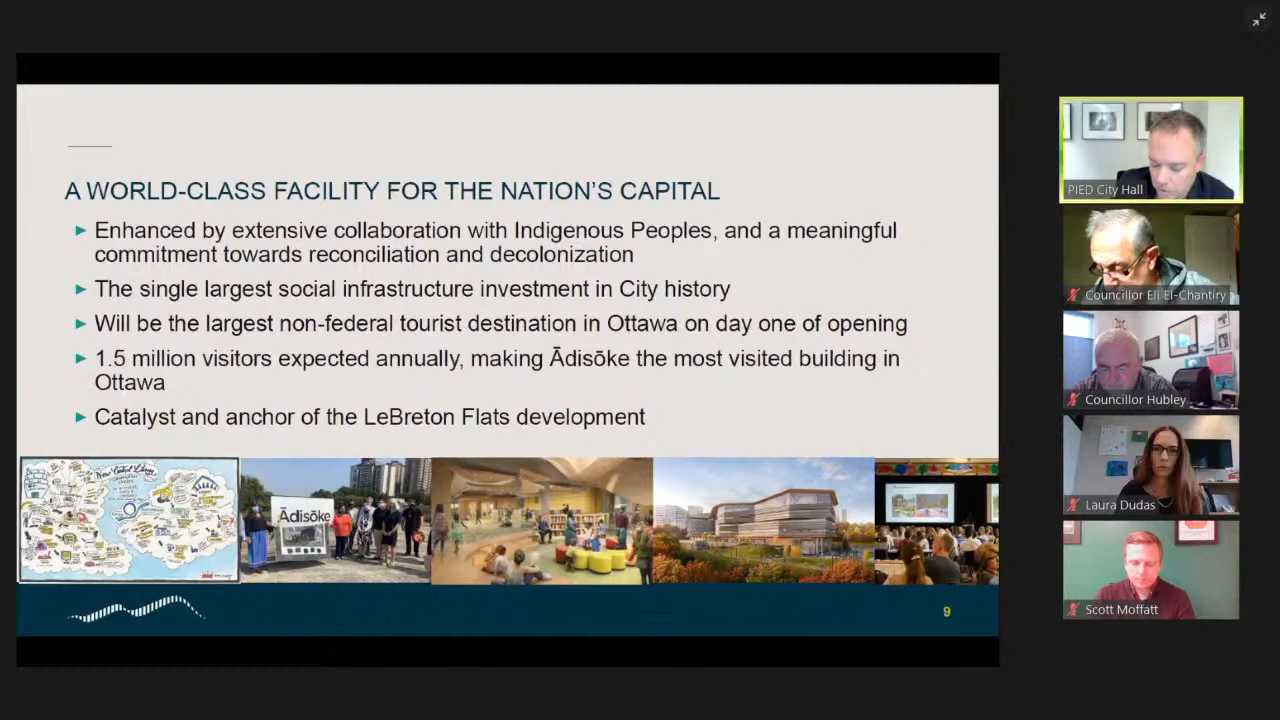 A WORLD-CLASS FACILITY FOR THE NATION'S CAPITAL
Enhanced by extensive collaboration with Indigenous Peoples, and a meaningful
commitment towards reconciliation and decolonization
The single largest social infrastructure investment in City history
Will be the largest non-federal tourist destination in Ottawa on day one of opening
1.5 million visitors expected annually, making Ādisōke the most visited building in
Ottawa
Catalyst and anchor of the LeBreton Flats development
New Central Library
Ādisōke
9
PIED City Hall
Councillor Eli El-Chantiry
Councillor Hubley
Laura Dudas
Scott Moffatt